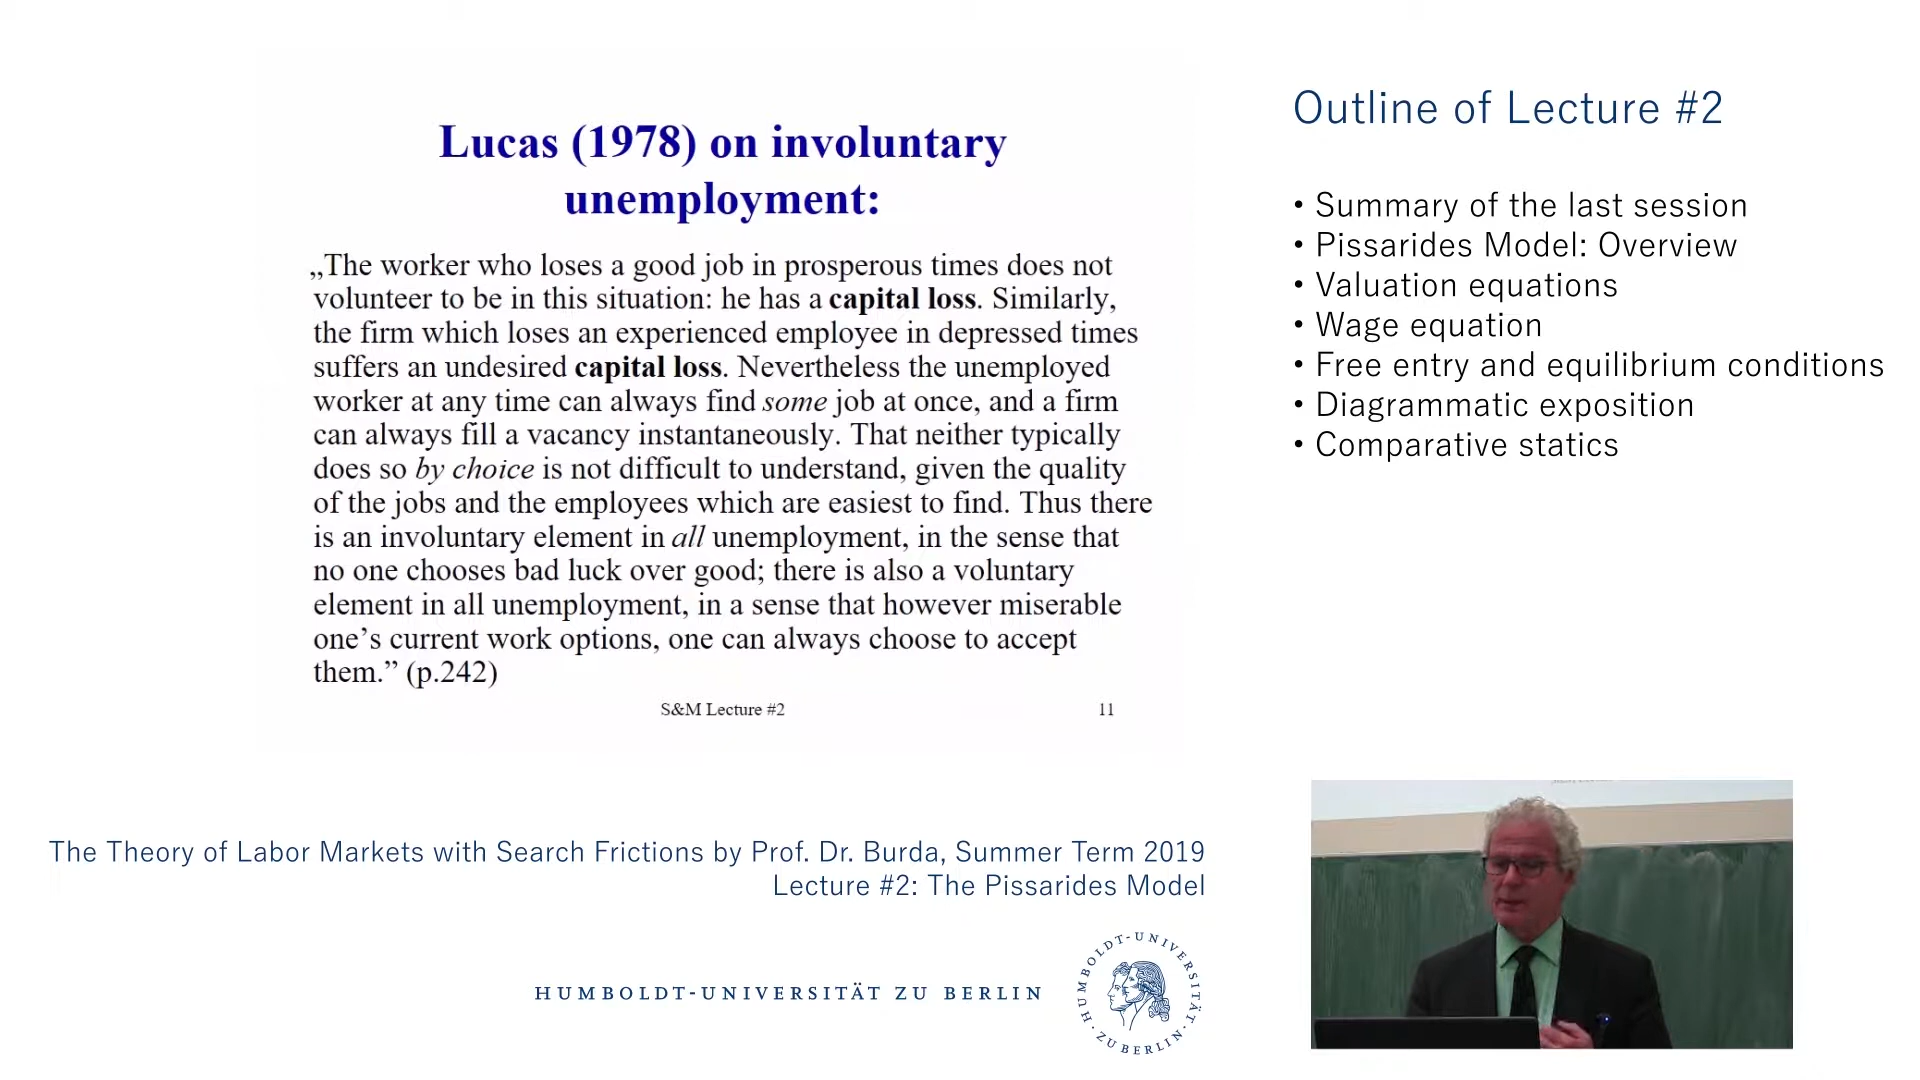 Lucas (1978) on involuntary
unemployment:
„The worker who loses a good job in prosperous times does not
volunteer to be in this situation: he has a capital loss. Similarly,
the firm which loses an experienced employee in depressed times
suffers an undesired capital loss. Nevertheless the unemployed
worker at any time can always find some job at once, and a firm
can always fill a vacancy instantaneously. That neither typically
does so by choice is not difficult to understand, given the quality
of the jobs and the employees which are easiest to find. Thus there
is an involuntary element in all unemployment, in the sense that
no one chooses bad luck over good; there is also a voluntary
element in all unemployment, in a sense that however miserable
one’s current work options, one can always choose to accept
them.” (p.242)
S&M Lecture #2
11
Outline of Lecture #2
• Summary of the last session
• Pissarides Model: Overview
• Valuation equations
• Wage equation
• Free entry and equilibrium conditions
• Diagrammatic exposition
• Comparative statics
The Theory of Labor Markets with Search Frictions by Prof. Dr. Burda, Summer Term 2019
Lecture #2: The Pissarides Model
HUMBOLDT-UNIVERSITÄT ZU BERLIN
HUMBOLDT-UNIVERSITÄT · ZU BERLIN ·